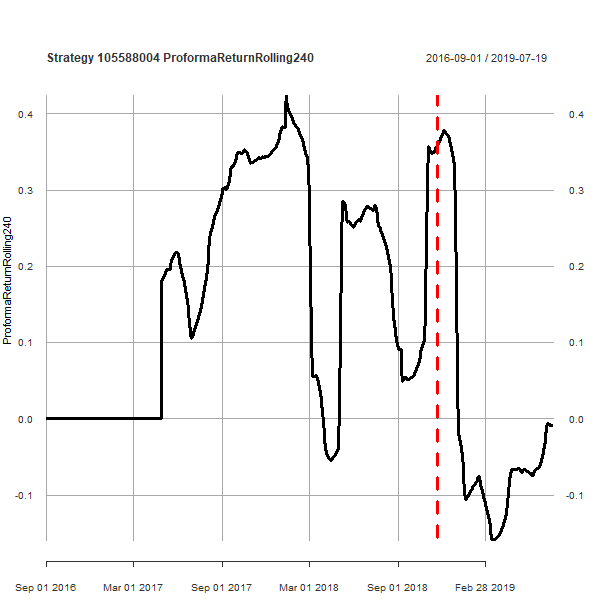 Strategy 105588004 ProformaReturnRolling240
2016-09-01 / 2019-07-19
0.4
0.4
0.3
0.3
0.2
0.2
0.1
0.1
0.0
0.0
-0.1
-0.1
ProformaReturnRolling240
Sep 01 2016
Mar 01 2017
Sep 01 2017
Mar 01 2018
Sep 01 2018
Feb 28 2019